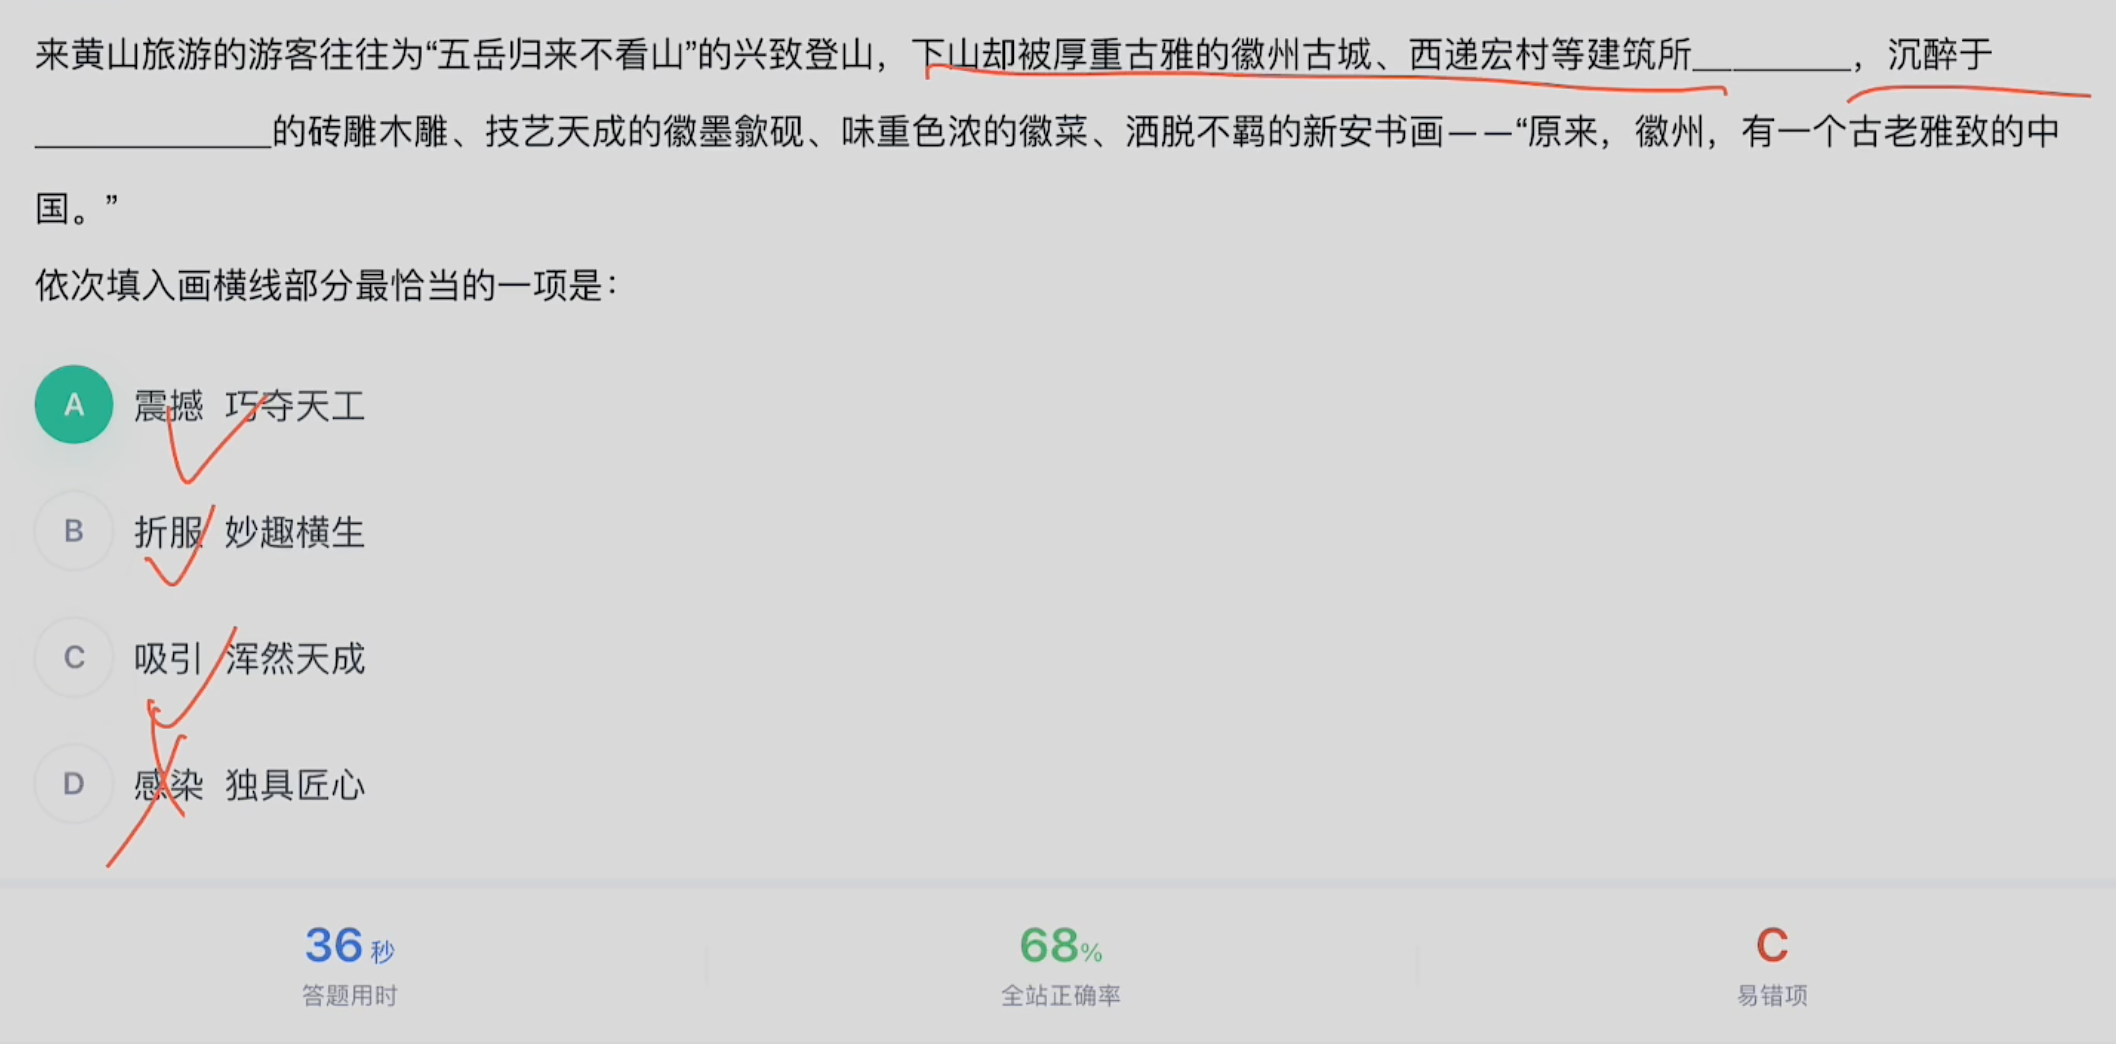 来黄山旅游的游客往往为“五岳归来不看山”的兴致登山，下山却被厚重古雅的徽州古城、西递宏村等建筑所________，沉醉于
____________的砖雕木雕、技艺天成的徽墨歙砚、味重色浓的徽菜、洒脱不羁的新安书画——“原来，徽州，有一个古老雅致的中
国。”
依次填入画横线部分最恰当的一项是：
A 震撼 巧夺天工
B 折服 妙趣横生
C 吸引 浑然天成
D 感染 独具匠心
36秒 68% C
答题用时 全站正确率 易错项